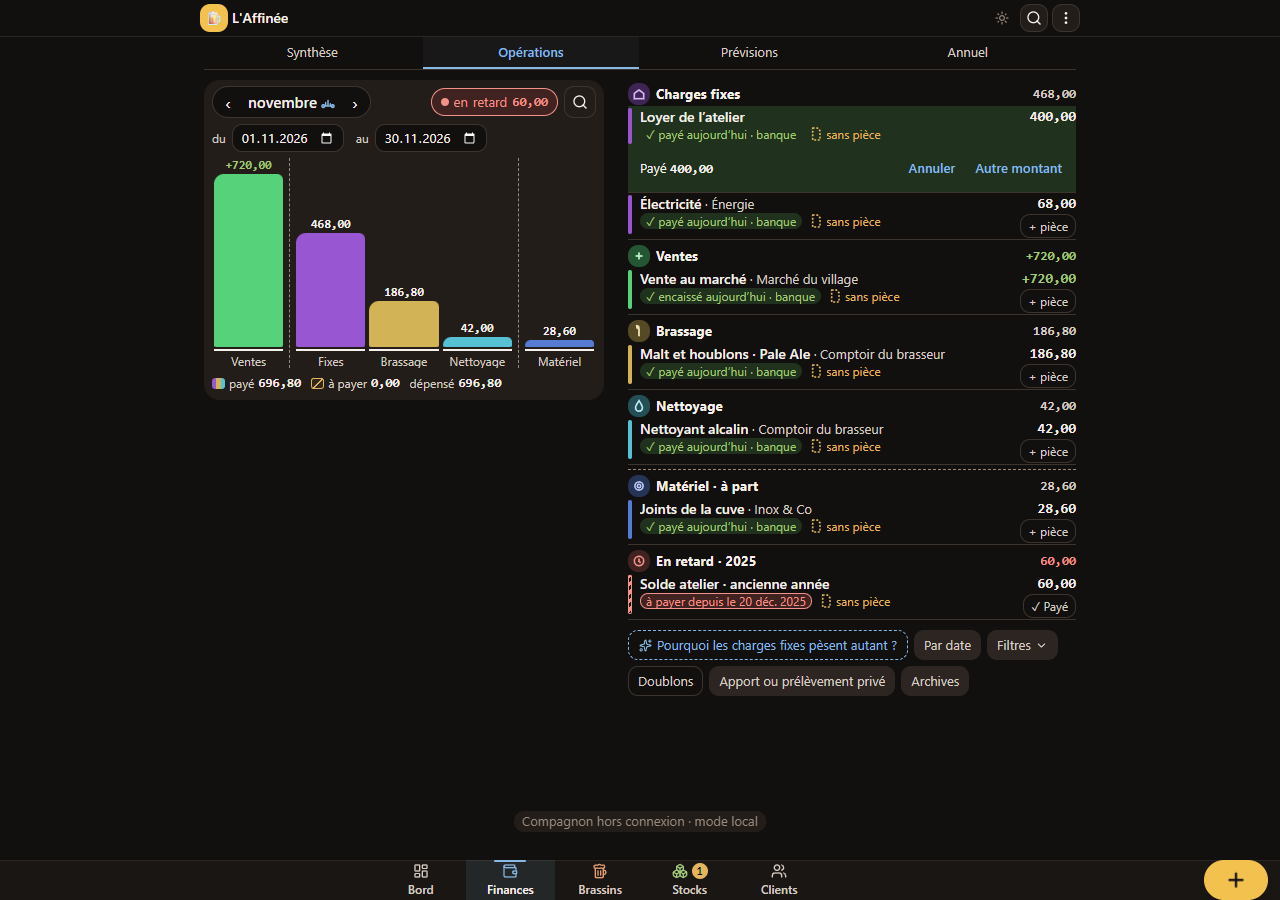 L'Affinée
Synthèse
Opérations
Prévisions
Annuel
‹ novembre ›
en retard 60,00
du 01.11.2026 au 30.11.2026
+720,00
468,00
186,80
42,00
28,60
Ventes
Fixes
Brassage
Nettoyage
Matériel
payé 696,80 à payer 0,00 dépensé 696,80
Charges fixes 468,00
Loyer de l'atelier 400,00
✓ payé aujourd'hui · banque sans pièce
Payé 400,00 Annuler Autre montant
Électricité · Énergie 68,00
✓ payé aujourd'hui · banque sans pièce + pièce
Ventes +720,00
Vente au marché · Marché du village +720,00
✓ encaissé aujourd'hui · banque sans pièce + pièce
Brassage 186,80
Malt et houblons · Pale Ale · Comptoir du brasseur 186,80
✓ payé aujourd'hui · banque sans pièce + pièce
Nettoyage 42,00
Nettoyant alcalin · Comptoir du brasseur 42,00
✓ payé aujourd'hui · banque sans pièce + pièce
Matériel · à part 28,60
Joints de la cuve · Inox & Co 28,60
✓ payé aujourd'hui · banque sans pièce + pièce
En retard · 2025 60,00
Solde atelier · ancienne année 60,00
à payer depuis le 20 déc. 2025 sans pièce ✓ Payé
Pourquoi les charges fixes pèsent autant ? Par date Filtres
Doublons Apport ou prélèvement privé Archives
Compagnon hors connexion · mode local
Bord
Finances
Brassins
Stocks 1
Clients
+